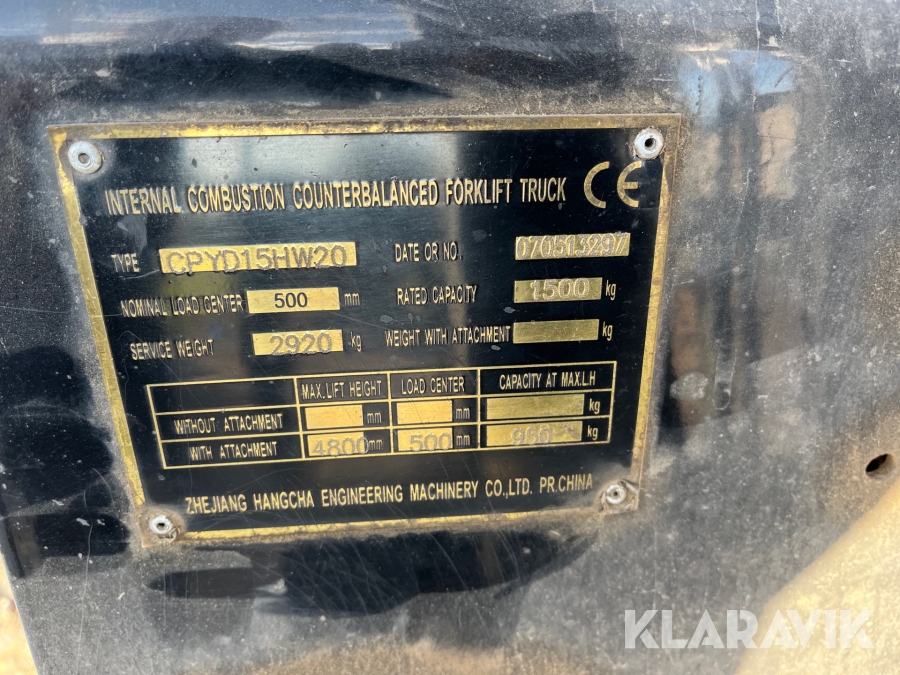 INTERNAL COMBUSTION COUNTERBALANCED FORKLIFT TRUCK CE
TYPE CPYD15HW20 DATE OR NO. 070513297
NOMINAL LOAD CENTER 500 mm RATED CAPACITY 1500 kg
SERVICE WEIGHT 2920 kg WEIGHT WITH ATTACHMENT kg
MAX.LIFT HEIGHT LOAD CENTER CAPACITY AT MAX.L.H
WITHOUT ATTACHMENT mm mm kg
WITH ATTACHMENT 4800 mm 500 mm kg
ZHEJIANG HANGCHA ENGINEERING MACHINERY CO.,LTD. PR.CHINA
KLARAVIK